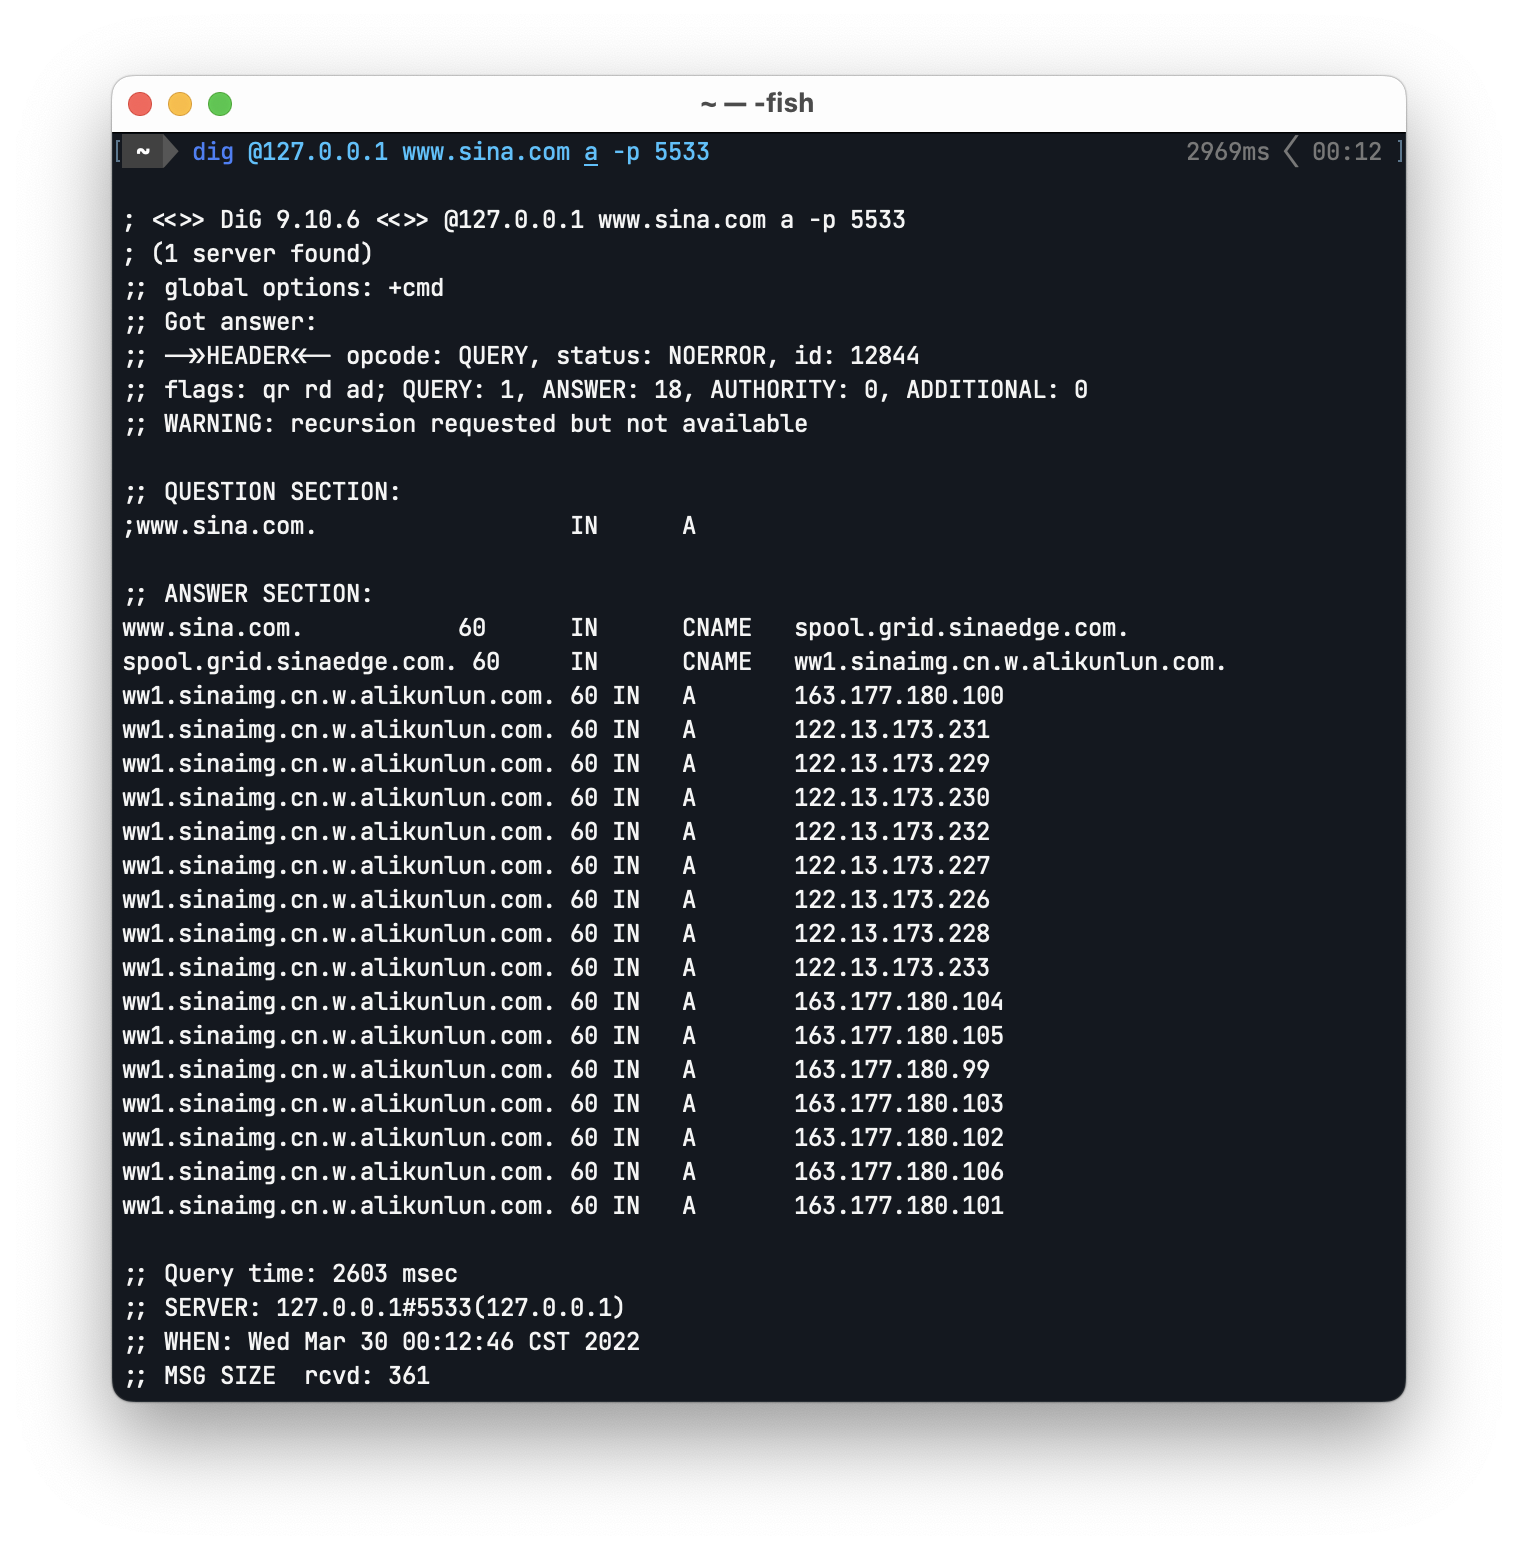 ~ — -fish
[ ~ dig @127.0.0.1 www.sina.com a -p 5533 2969ms < 00:12 ]
; <<>> DiG 9.10.6 <<>> @127.0.0.1 www.sina.com a -p 5533
; (1 server found)
;; global options: +cmd
;; Got answer:
;; ->>HEADER<<- opcode: QUERY, status: NOERROR, id: 12844
;; flags: qr rd ad; QUERY: 1, ANSWER: 18, AUTHORITY: 0, ADDITIONAL: 0
;; WARNING: recursion requested but not available
;; QUESTION SECTION:
;www.sina.com. IN A
;; ANSWER SECTION:
www.sina.com. 60 IN CNAME spool.grid.sinaedge.com.
spool.grid.sinaedge.com. 60 IN CNAME ww1.sinaimg.cn.w.alikunlun.com.
ww1.sinaimg.cn.w.alikunlun.com. 60 IN A 163.177.180.100
ww1.sinaimg.cn.w.alikunlun.com. 60 IN A 122.13.173.231
ww1.sinaimg.cn.w.alikunlun.com. 60 IN A 122.13.173.229
ww1.sinaimg.cn.w.alikunlun.com. 60 IN A 122.13.173.230
ww1.sinaimg.cn.w.alikunlun.com. 60 IN A 122.13.173.232
ww1.sinaimg.cn.w.alikunlun.com. 60 IN A 122.13.173.227
ww1.sinaimg.cn.w.alikunlun.com. 60 IN A 122.13.173.226
ww1.sinaimg.cn.w.alikunlun.com. 60 IN A 122.13.173.228
ww1.sinaimg.cn.w.alikunlun.com. 60 IN A 122.13.173.233
ww1.sinaimg.cn.w.alikunlun.com. 60 IN A 163.177.180.104
ww1.sinaimg.cn.w.alikunlun.com. 60 IN A 163.177.180.105
ww1.sinaimg.cn.w.alikunlun.com. 60 IN A 163.177.180.99
ww1.sinaimg.cn.w.alikunlun.com. 60 IN A 163.177.180.103
ww1.sinaimg.cn.w.alikunlun.com. 60 IN A 163.177.180.102
ww1.sinaimg.cn.w.alikunlun.com. 60 IN A 163.177.180.106
ww1.sinaimg.cn.w.alikunlun.com. 60 IN A 163.177.180.101
;; Query time: 2603 msec
;; SERVER: 127.0.0.1#5533(127.0.0.1)
;; WHEN: Wed Mar 30 00:12:46 CST 2022
;; MSG SIZE  rcvd: 361